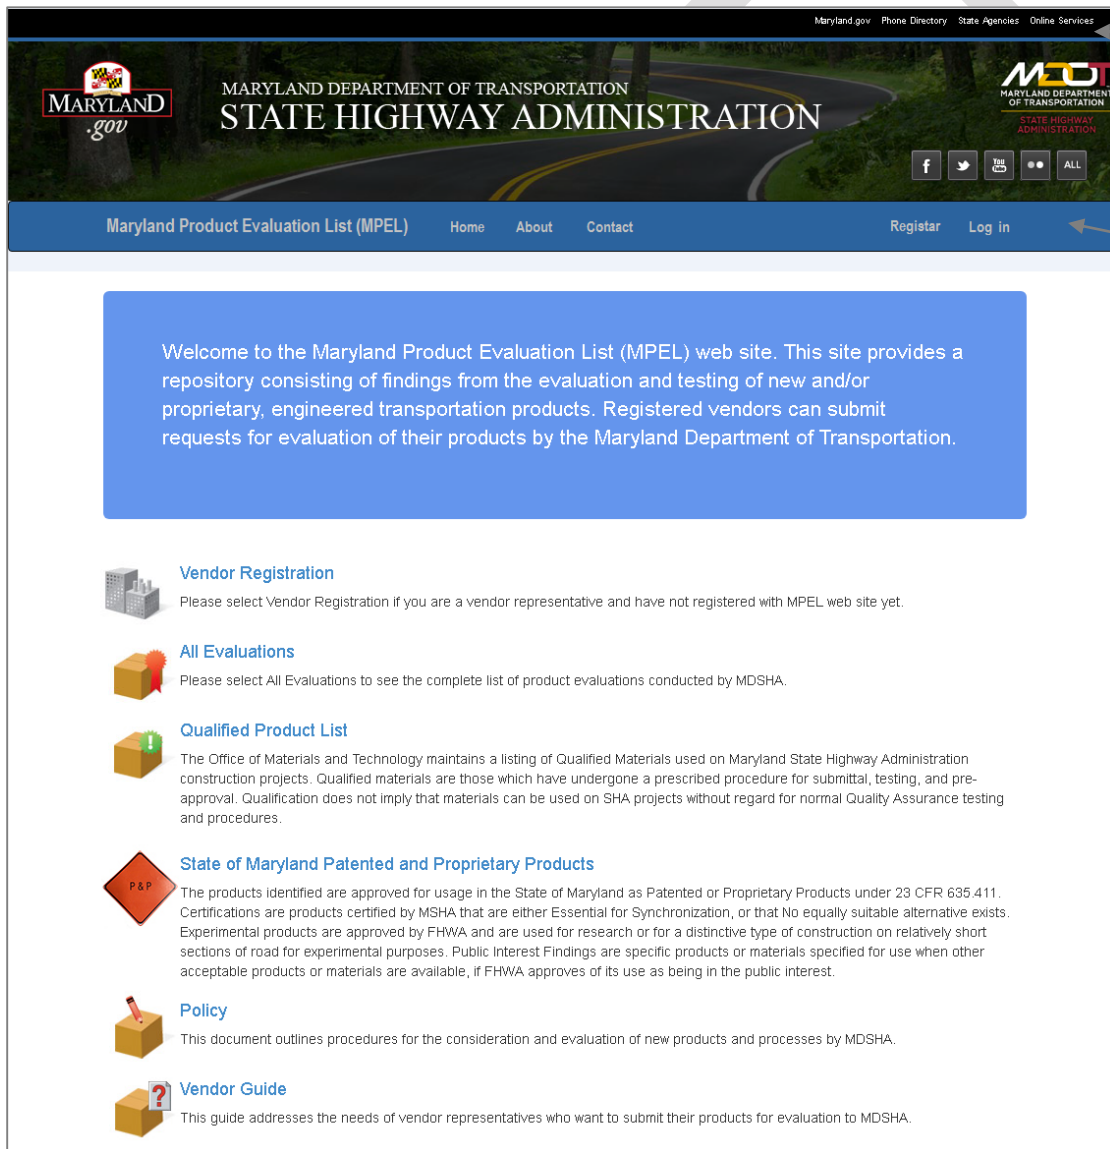 Maryland.gov Phone Directory State Agencies Online Services
MARYLAND
.gov
MARYLAND DEPARTMENT OF TRANSPORTATION
STATE HIGHWAY ADMINISTRATION
MDOT
MARYLAND DEPARTMENT
OF TRANSPORTATION
STATE HIGHWAY
ADMINISTRATION
f You Tube ALL
Maryland Product Evaluation List (MPEL) Home About Contact Registar Log in
Welcome to the Maryland Product Evaluation List (MPEL) web site. This site provides a
repository consisting of findings from the evaluation and testing of new and/or
proprietary, engineered transportation products. Registered vendors can submit
requests for evaluation of their products by the Maryland Department of Transportation.
Vendor Registration
Please select Vendor Registration if you are a vendor representative and have not registered with MPEL web site yet.
All Evaluations
Please select All Evaluations to see the complete list of product evaluations conducted by MDSHA.
Qualified Product List
The Office of Materials and Technology maintains a listing of Qualified Materials used on Maryland State Highway Administration
construction projects. Qualified materials are those which have undergone a prescribed procedure for submittal, testing, and pre-
approval. Qualification does not imply that materials can be used on SHA projects without regard for normal Quality Assurance testing
and procedures.
P & P
State of Maryland Patented and Proprietary Products
The products identified are approved for usage in the State of Maryland as Patented or Proprietary Products under 23 CFR 635.411.
Certifications are products certified by MSHA that are either Essential for Synchronization, or that No equally suitable alternative exists.
Experimental products are approved by FHWA and are used for research or for a distinctive type of construction on relatively short
sections of road for experimental purposes. Public Interest Findings are specific products or materials specified for use when other
acceptable products or materials are available, if FHWA approves of its use as being in the public interest.
Policy
This document outlines procedures for the consideration and evaluation of new products and processes by MDSHA.
?
Vendor Guide
This guide addresses the needs of vendor representatives who want to submit their products for evaluation to MDSHA.